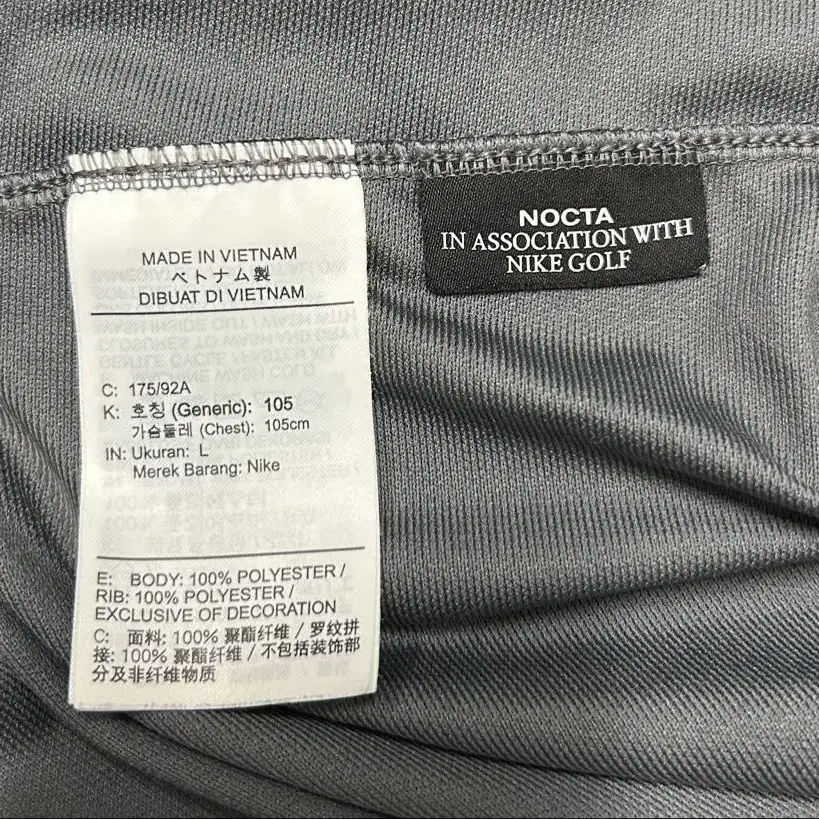 MADE IN VIETNAM
ベトナム製
DIBUAT DI VIETNAM
C: 175/92A
K: 호칭 (Generic): 105
가슴둘레 (Chest): 105cm
IN: Ukuran: L
Merek Barang: Nike
E: BODY: 100% POLYESTER /
RIB: 100% POLYESTER /
EXCLUSIVE OF DECORATION
C: 面料: 100% 聚酯纤维 / 罗纹拼
接: 100% 聚酯纤维 / 不包括装饰部
分及非纤维物质
NOCTA
IN ASSOCIATION WITH
NIKE GOLF